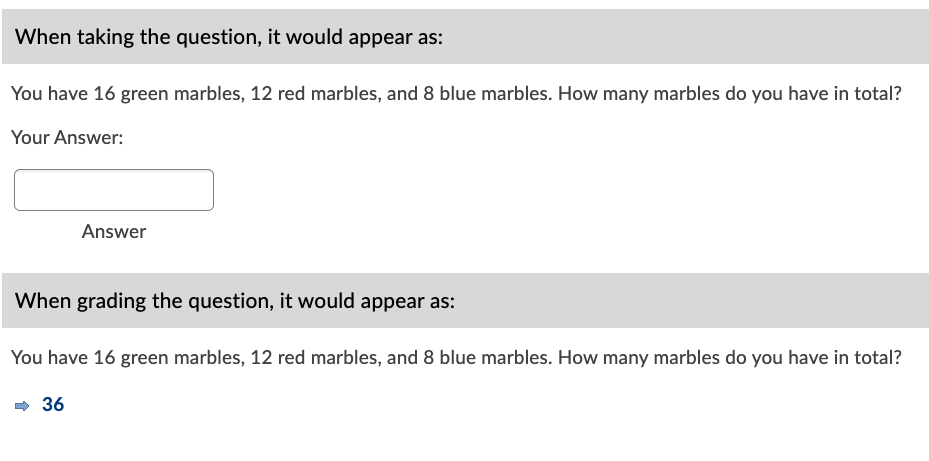 When taking the question, it would appear as:
You have 16 green marbles, 12 red marbles, and 8 blue marbles. How many marbles do you have in total?
Your Answer:
Answer
When grading the question, it would appear as:
You have 16 green marbles, 12 red marbles, and 8 blue marbles. How many marbles do you have in total?
36